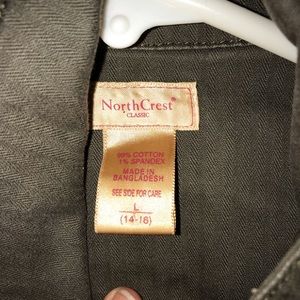 NorthCrest®
CLASSIC
99% COTTON
1% SPANDEX
MADE IN
BANGLADESH
SEE SIDE FOR CARE
L
(14-16)